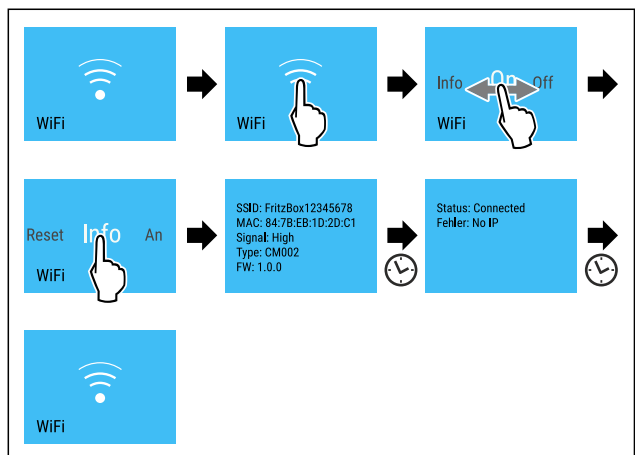 WiFi
WiFi
Info On Off
WiFi
Reset Info An
WiFi
SSID: FritzBox12345678
MAC: 84:7B:EB:1D:2D:C1
Signal: High
Type: CM002
FW: 1.0.0
Status: Connected
Fehler: No IP
WiFi